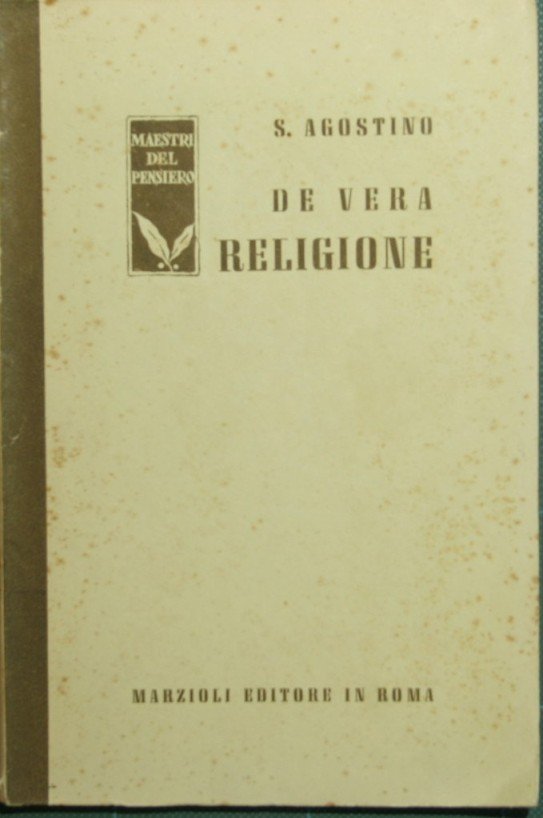 MAESTRI
DEL
PENSIERO
S. AGOSTINO
DE VERA
RELIGIONE
MARZIOLI EDITORE IN ROMA